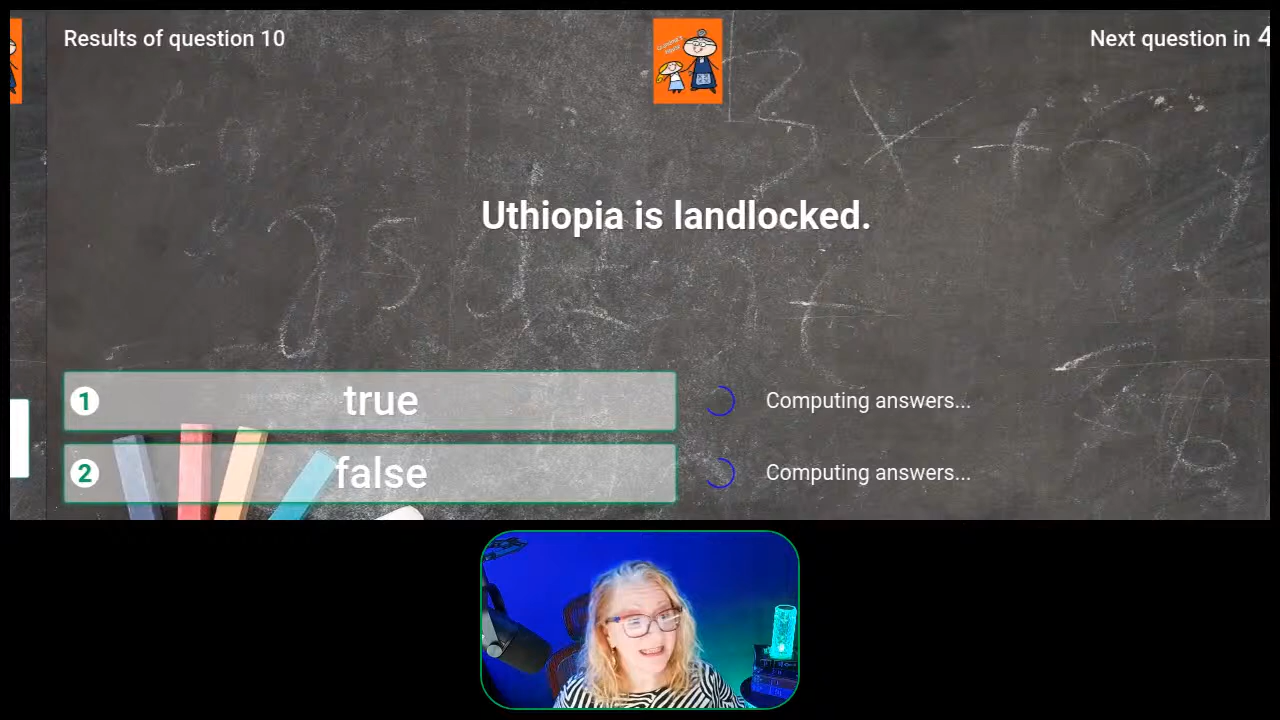 Results of question 10
Next question in 4
Uthiopia is landlocked.
1 true
Computing answers...
2 false
Computing answers...